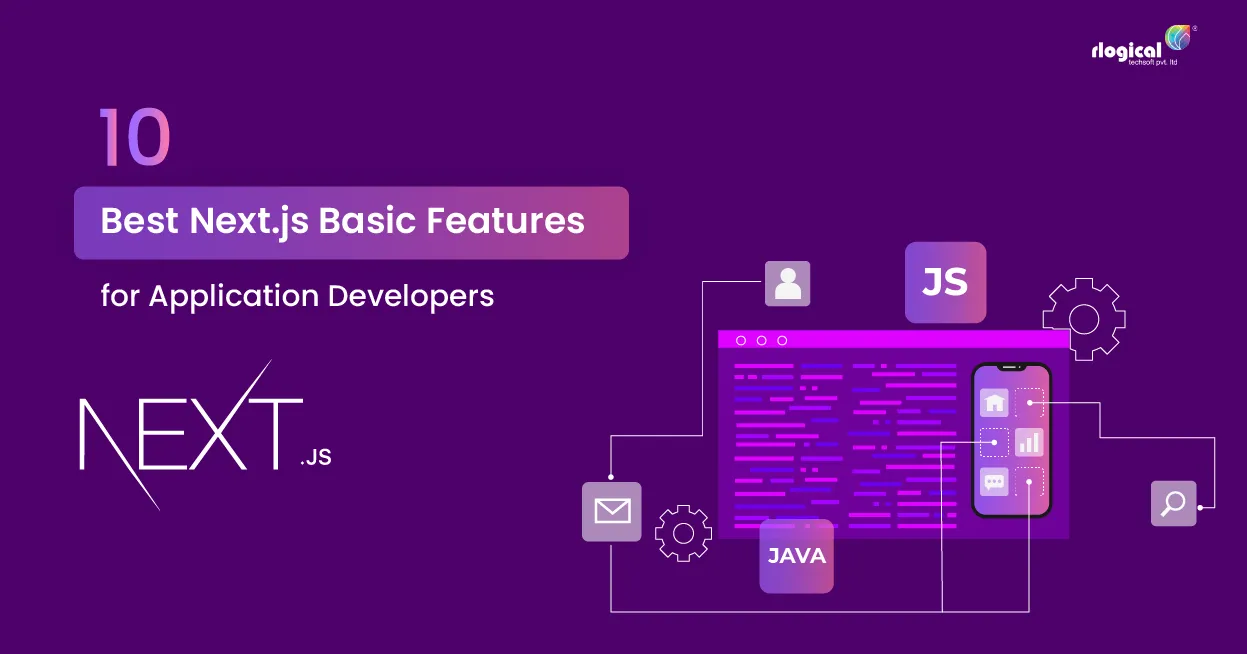 rlogical
techsoft pvt. ltd
10
Best Next.js Basic Features
for Application Developers
NEXT.JS
JS
JAVA